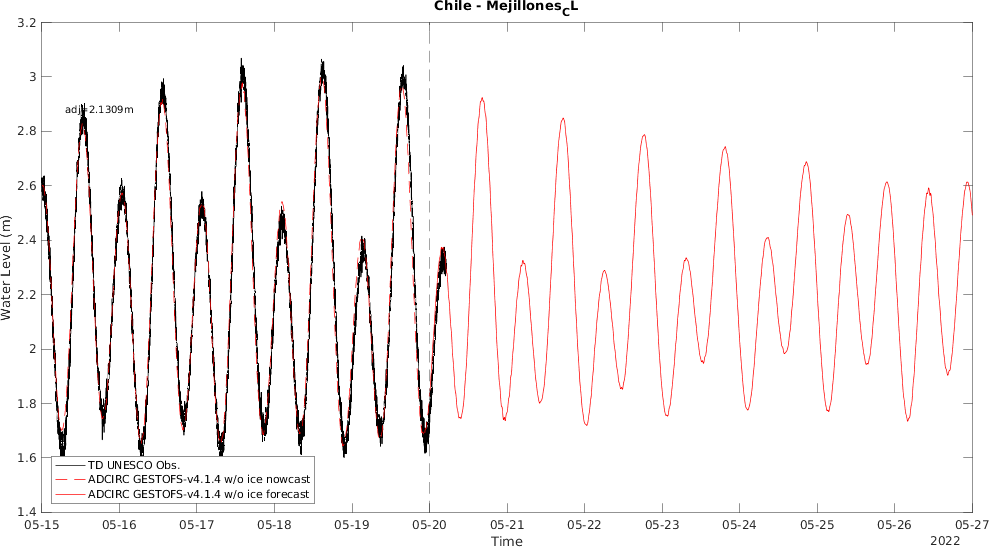 Chile - Mejillones_CL
3.2
3
2.8
2.6
2.4
2.2
2
1.8
1.6
1.4
Water Level (m)
adj=2.1309m
TD UNESCO Obs.
ADCIRC GESTOFS-v4.1.4 w/o ice nowcast
ADCIRC GESTOFS-v4.1.4 w/o ice forecast
05-15 05-16 05-17 05-18 05-19 05-20 05-21 05-22 05-23 05-24 05-25 05-26 05-27
Time
2022